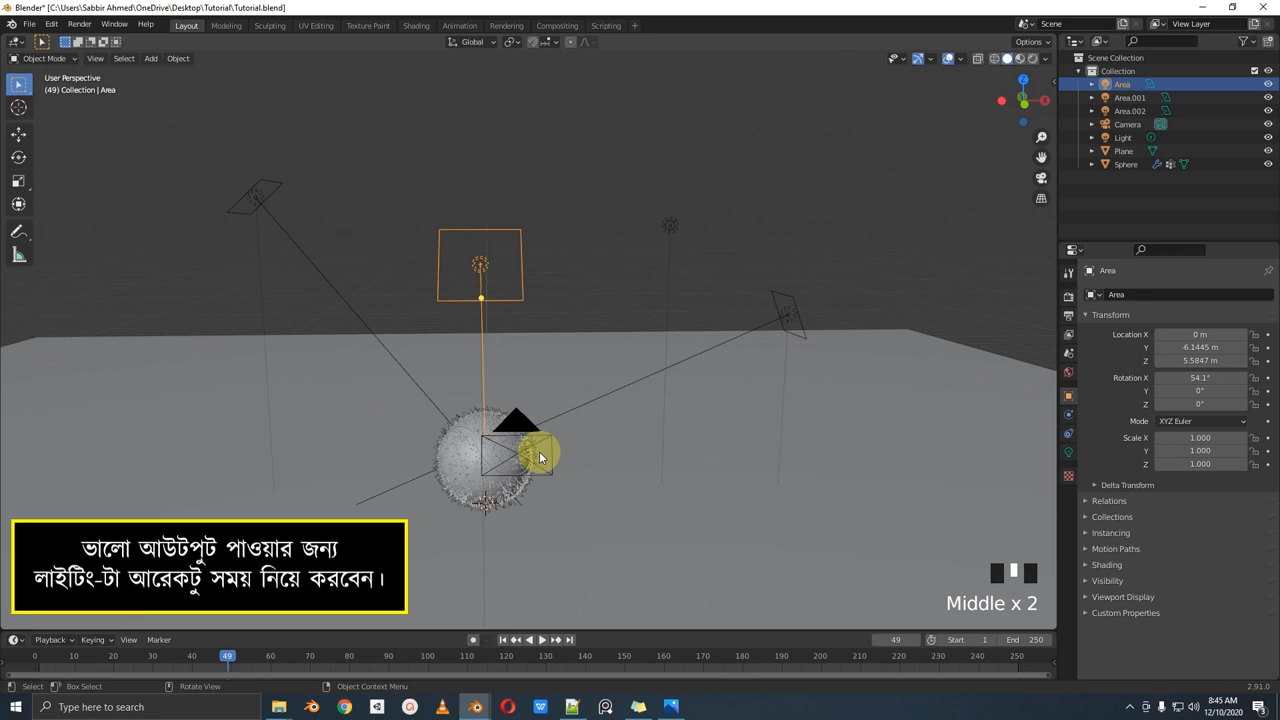 Blender* [C:\Users\Sabbir Ahmed\OneDrive\Desktop\Tutorial\Tutorial.blend]
File Edit Render Window Help Layout Modeling Sculpting UV Editing Texture Paint Shading Animation Rendering Compositing Scripting + Scene View Layer
Global Options
Object Mode View Select Add Object
User Perspective
(49) Collection | Area
Z
X
Y
Scene Collection
Collection
Area
Area.001
Area.002
Camera
Light
Plane
Sphere
Area
Area
Transform
Location X 0 m
Y -6.1445 m
Z 5.5847 m
Rotation X 54.1°
Y 0°
Z 0°
Mode XYZ Euler
Scale X 1.000
Y 1.000
Z 1.000
Delta Transform
Relations
Collections
Instancing
Motion Paths
Shading
Visibility
Viewport Display
Custom Properties
ভালো আউটপুট পাওয়ার জন্য
লাইটিং-টা আরেকটু সময় নিয়ে করবেন।
Middle x 2
Playback Keying View Marker 49 Start 1 End 250
0 10 20 30 40 49 60 70 80 90 100 110 120 130 140 150 160 170 180 190 200 210 220 230 240 250
Select Box Select Rotate View Object Context Menu 2.91.0
Type here to search
8:45 AM
12/10/2020